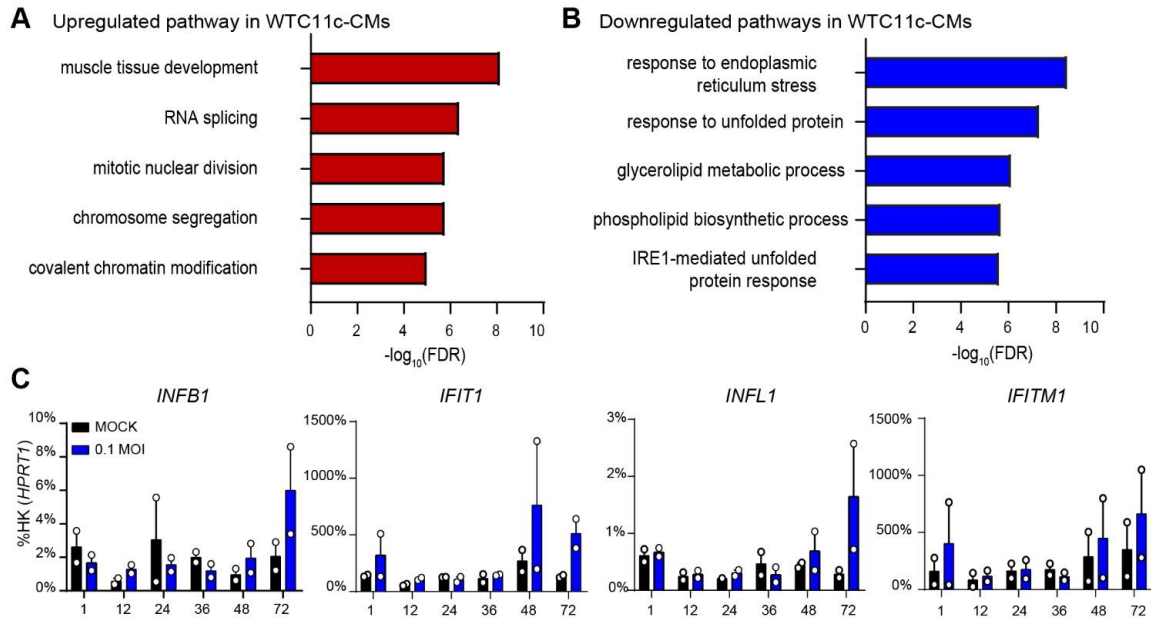 A Upregulated pathway in WTC11c-CMs
muscle tissue development
RNA splicing
mitotic nuclear division
chromosome segregation
covalent chromatin modification
0 2 4 6 8 10
-log10(FDR)
B Downregulated pathways in WTC11c-CMs
response to endoplasmic
reticulum stress
response to unfolded protein
glycerolipid metabolic process
phospholipid biosynthetic process
IRE1-mediated unfolded
protein response
0 2 4 6 8 10
-log10(FDR)
C
INFB1
%HK (HPRT1)
10%
8%
6%
4%
2%
0%
MOCK
0.1 MOI
1 12 24 36 48 72
IFIT1
1500%
1000%
500%
0%
1 12 24 36 48 72
INFL1
3%
2%
1%
0%
1 12 24 36 48 72
IFITM1
1500%
1000%
500%
0%
1 12 24 36 48 72